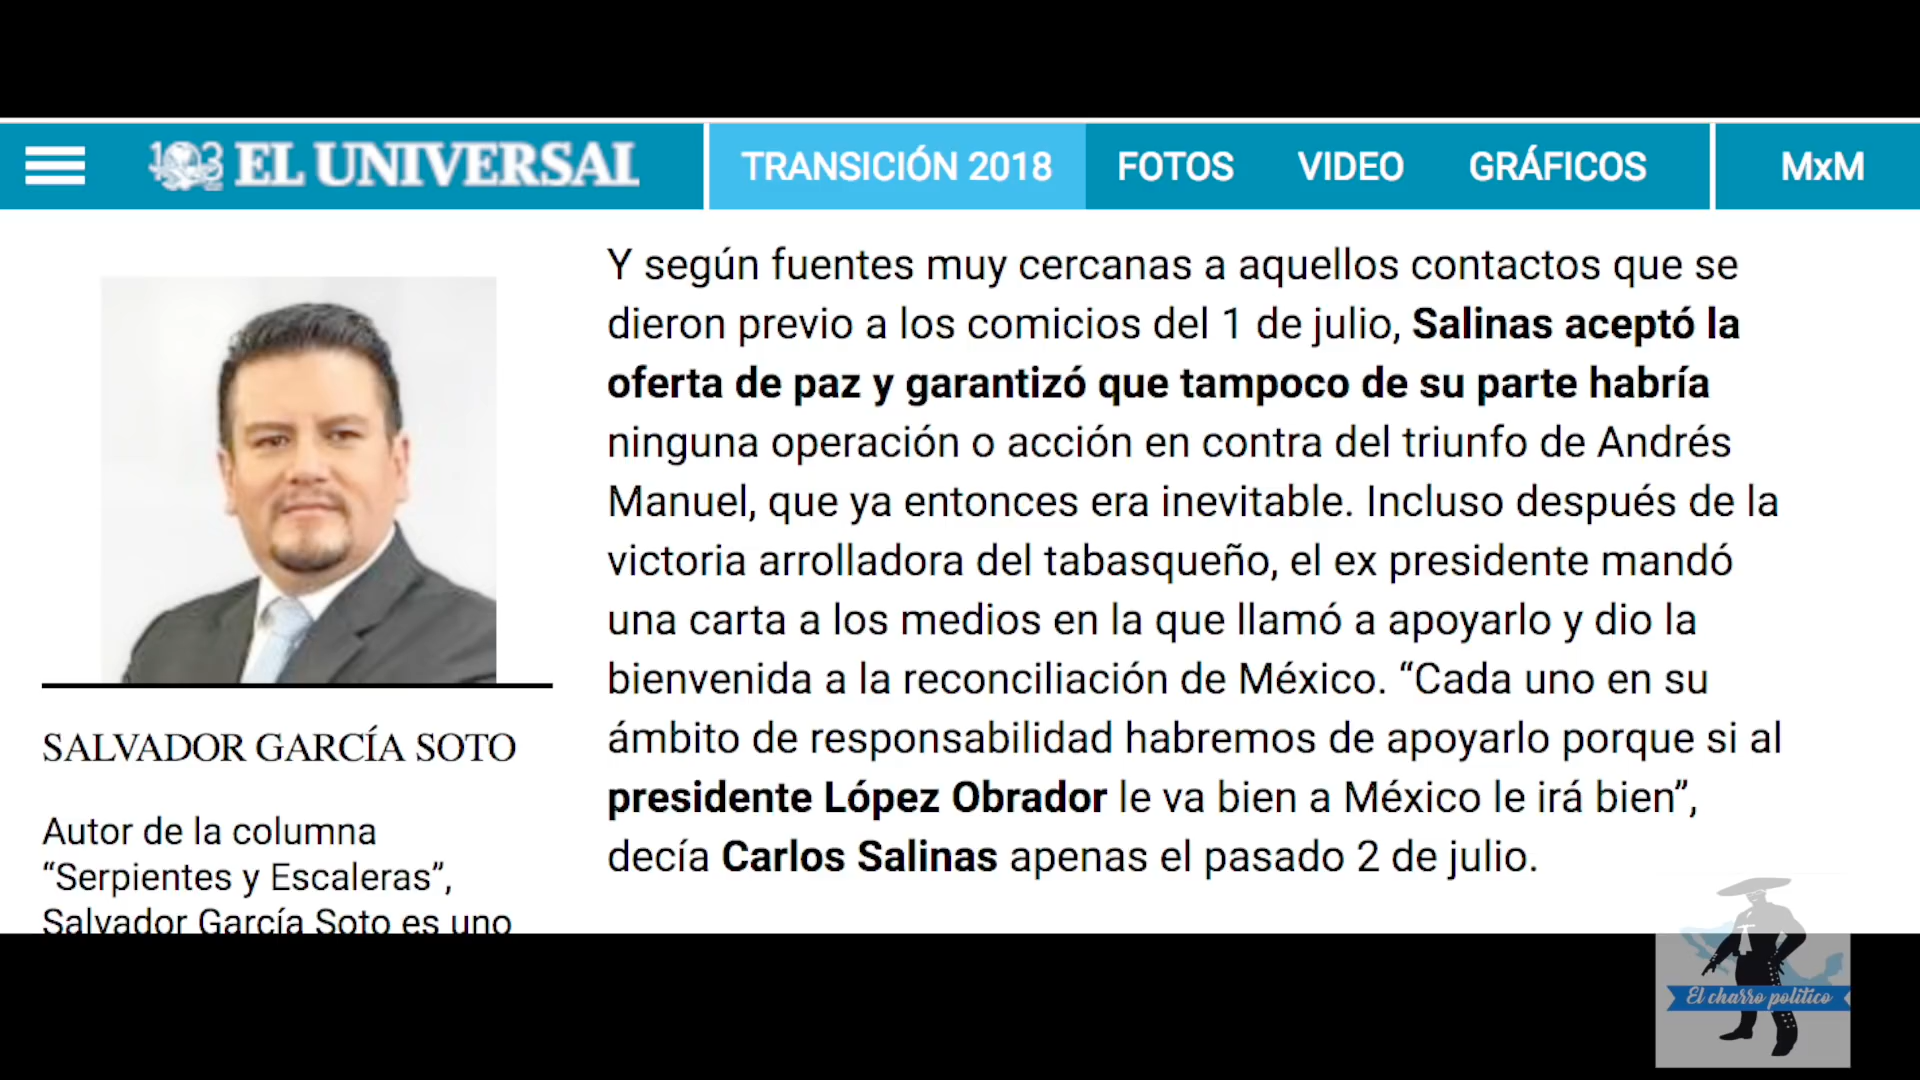 103 EL UNIVERSAL
TRANSICIÓN 2018
FOTOS
VIDEO
GRÁFICOS
MxM
SALVADOR GARCÍA SOTO
Autor de la columna
“Serpientes y Escaleras”,
Salvador García Soto es uno
Y según fuentes muy cercanas a aquellos contactos que se
dieron previo a los comicios del 1 de julio, Salinas aceptó la
oferta de paz y garantizó que tampoco de su parte habría
ninguna operación o acción en contra del triunfo de Andrés
Manuel, que ya entonces era inevitable. Incluso después de la
victoria arrolladora del tabasqueño, el ex presidente mandó
una carta a los medios en la que llamó a apoyarlo y dio la
bienvenida a la reconciliación de México. “Cada uno en su
ámbito de responsabilidad habremos de apoyarlo porque si al
presidente López Obrador le va bien a México le irá bien”,
decía Carlos Salinas apenas el pasado 2 de julio.
El charro político